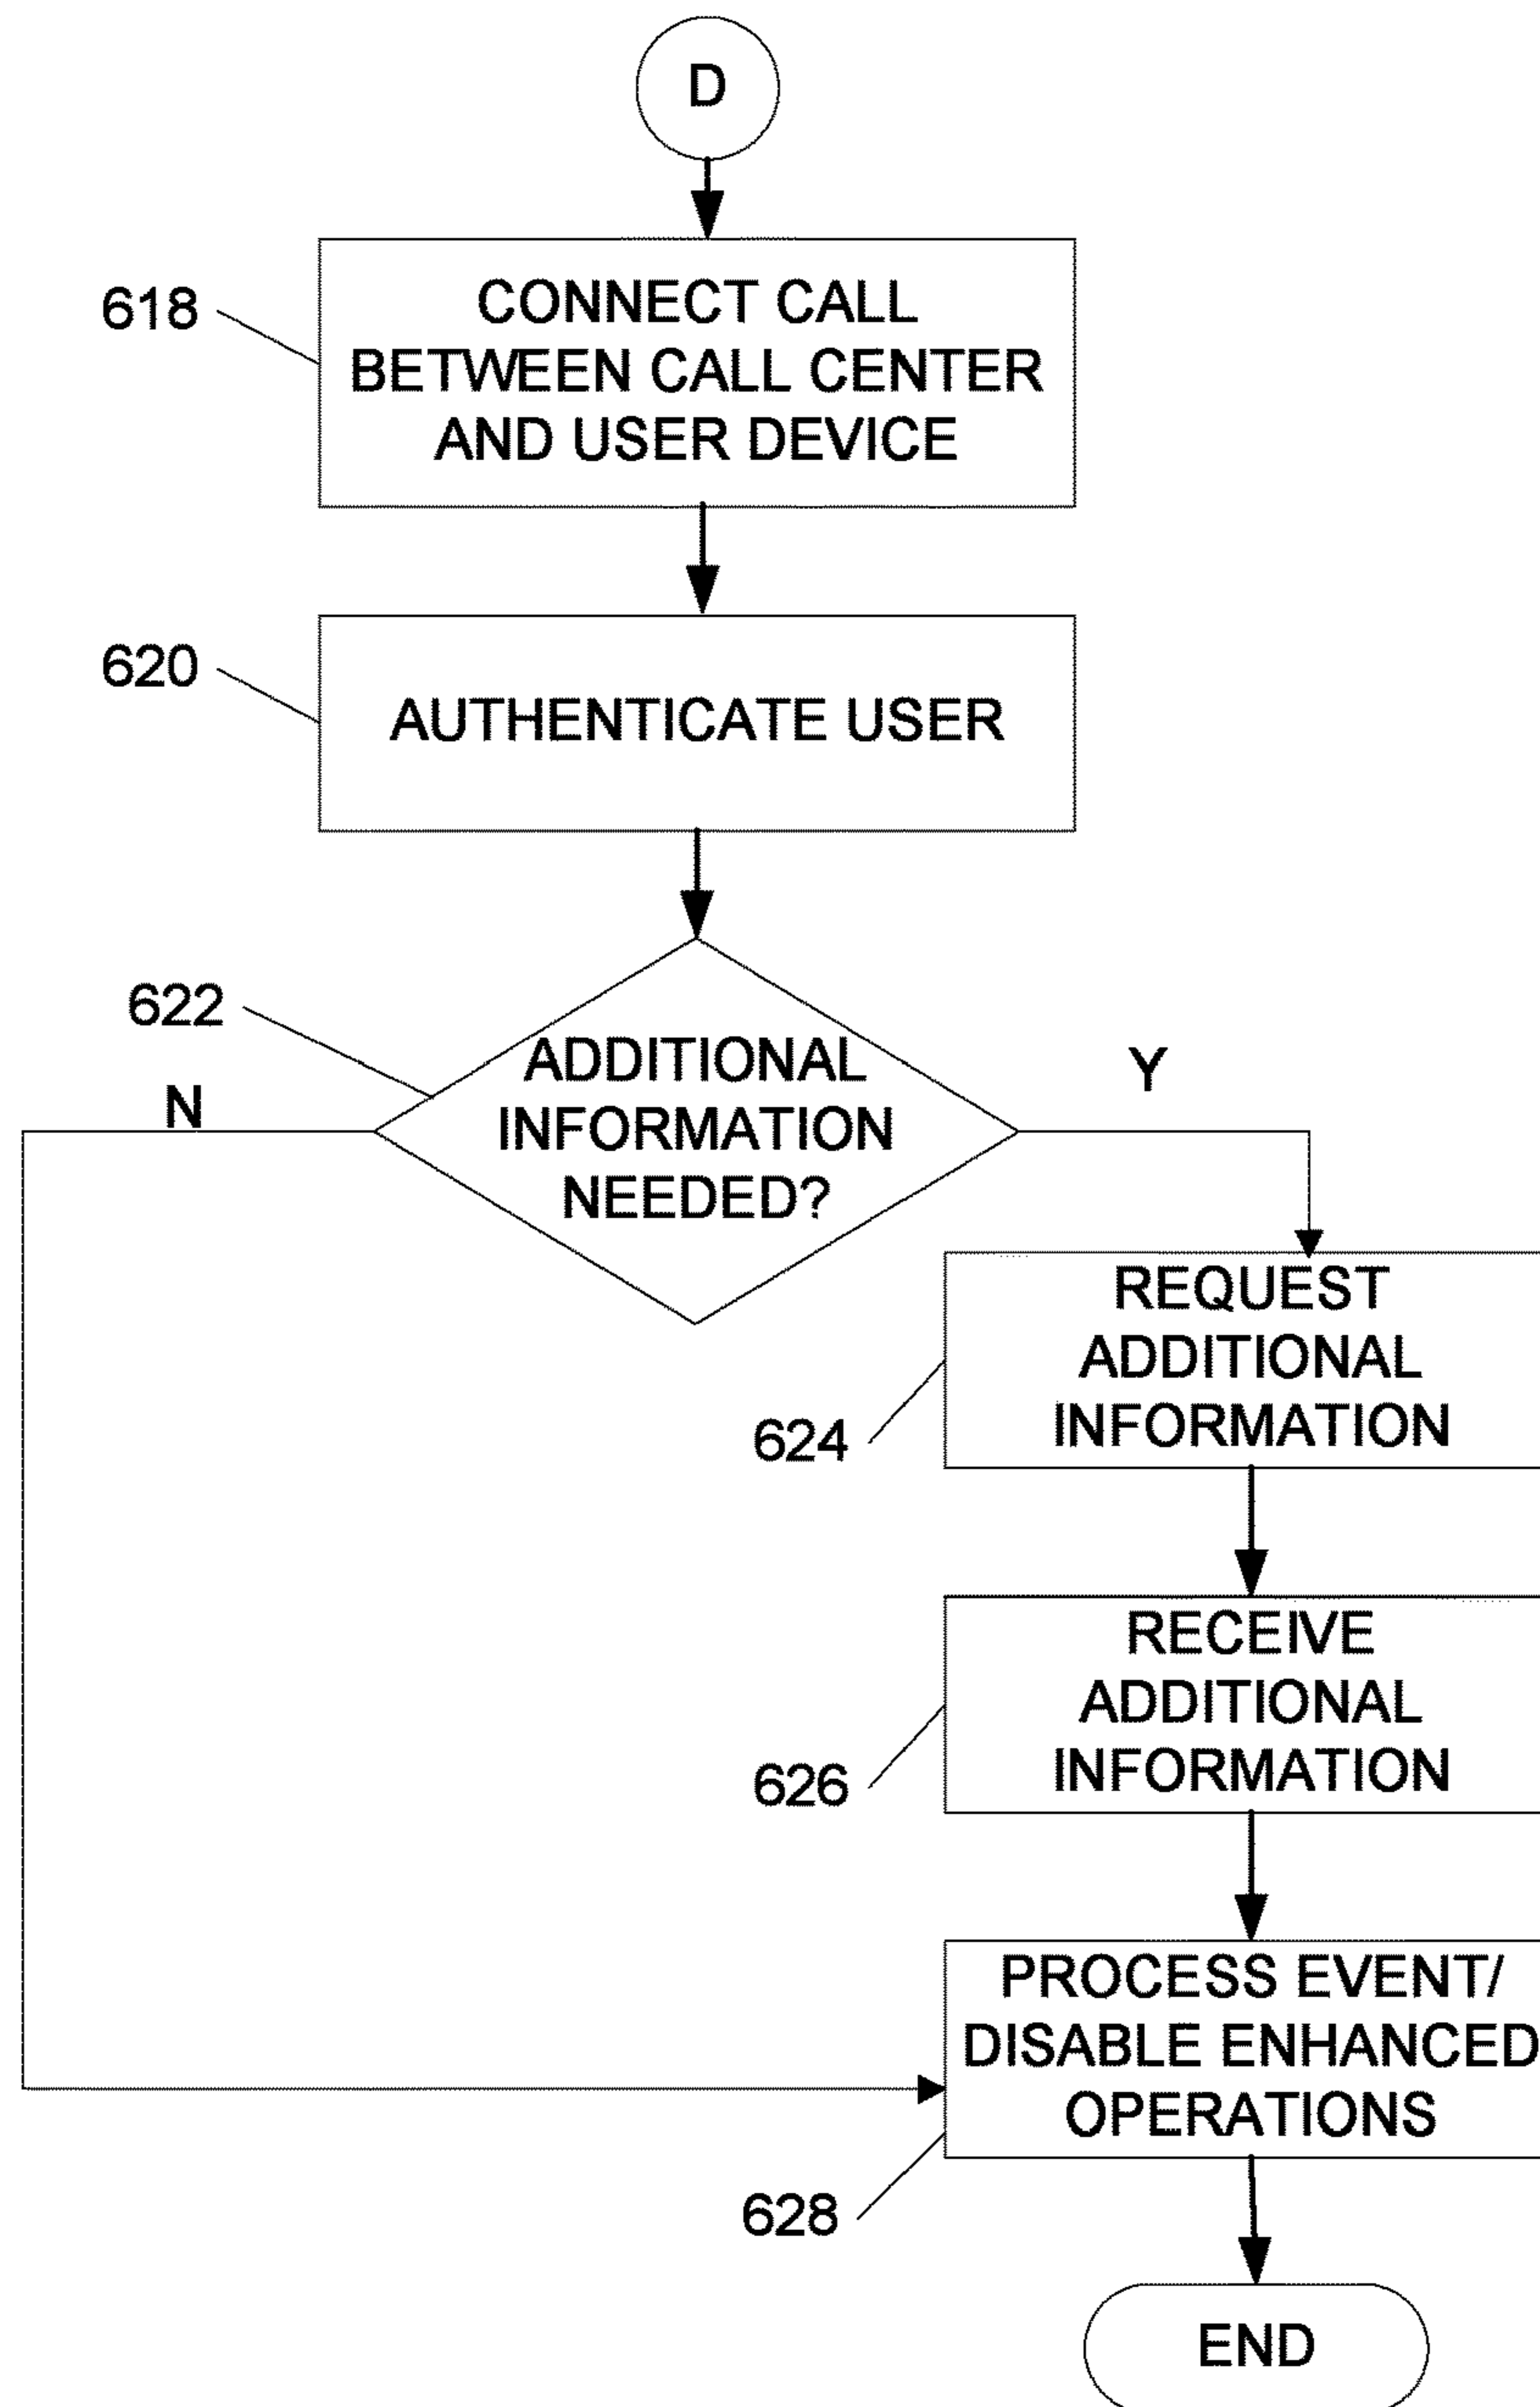 D
618
CONNECT CALL
BETWEEN CALL CENTER
AND USER DEVICE
620
AUTHENTICATE USER
622
ADDITIONAL
INFORMATION
NEEDED?
N
Y
REQUEST
ADDITIONAL
INFORMATION
624
RECEIVE
ADDITIONAL
INFORMATION
626
PROCESS EVENT/
DISABLE ENHANCED
OPERATIONS
628
END